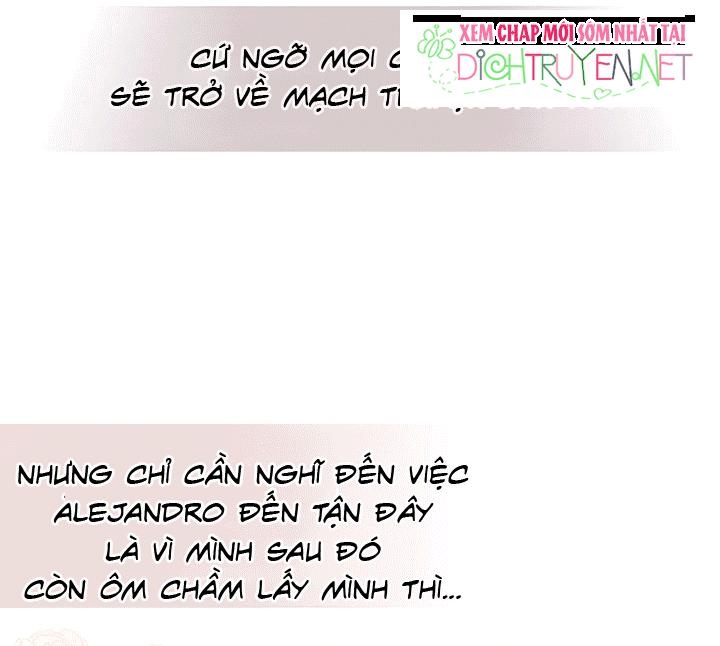 XEM CHAP MỚI SỚM NHẤT TẠI
DICHTRUYEN.NET
CỨ NGỠ MỌI
SẼ TRỞ VỀ MẠCH
NHƯNG CHỈ CẦN NGHĨ ĐẾN VIỆC
ALEJANDRO ĐẾN TẬN ĐÂY
LÀ VÌ MÌNH SAU ĐÓ
CÒN ÔM CHẦM LẤY MÌNH THÌ...